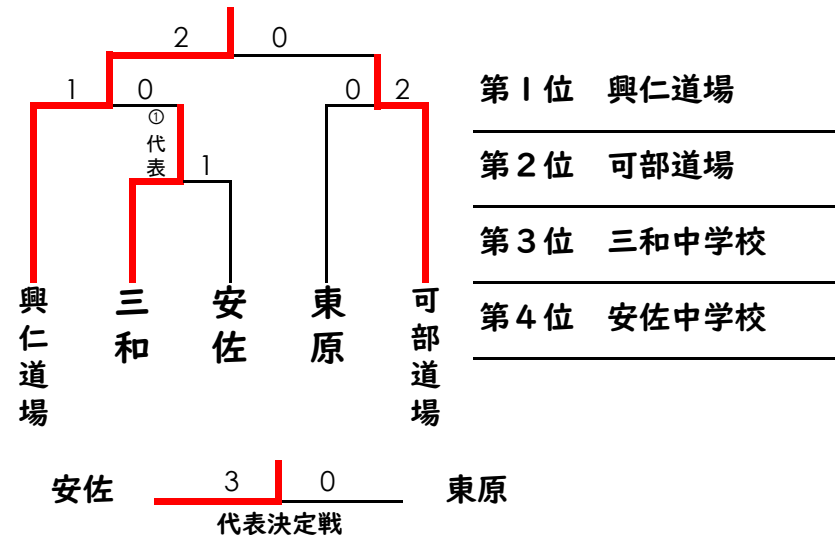 2 0
1 0 0 2
① 代表 1
興仁道場
三和
安佐
東原
可部道場
第1位 興仁道場
第2位 可部道場
第3位 三和中学校
第4位 安佐中学校
安佐 3 0 東原
代表決定戦